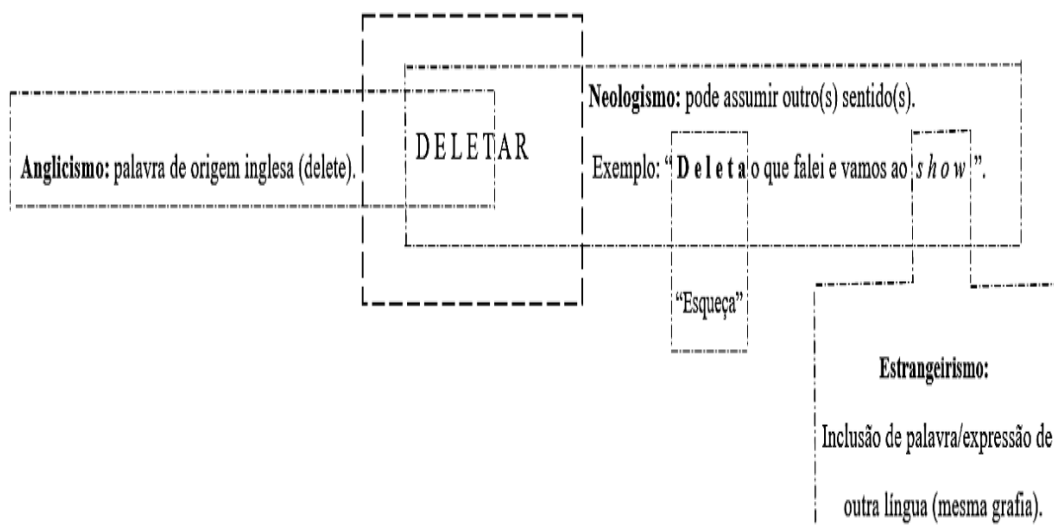 Neologismo: pode assumir outro(s) sentido(s).
DELETAR
Anglicismo: palavra de origem inglesa (delete).
Exemplo: “Deleta o que falei e vamos ao show”.
“Esqueça”
Estrangeirismo:
Inclusão de palavra/expressão de
outra língua (mesma grafia).